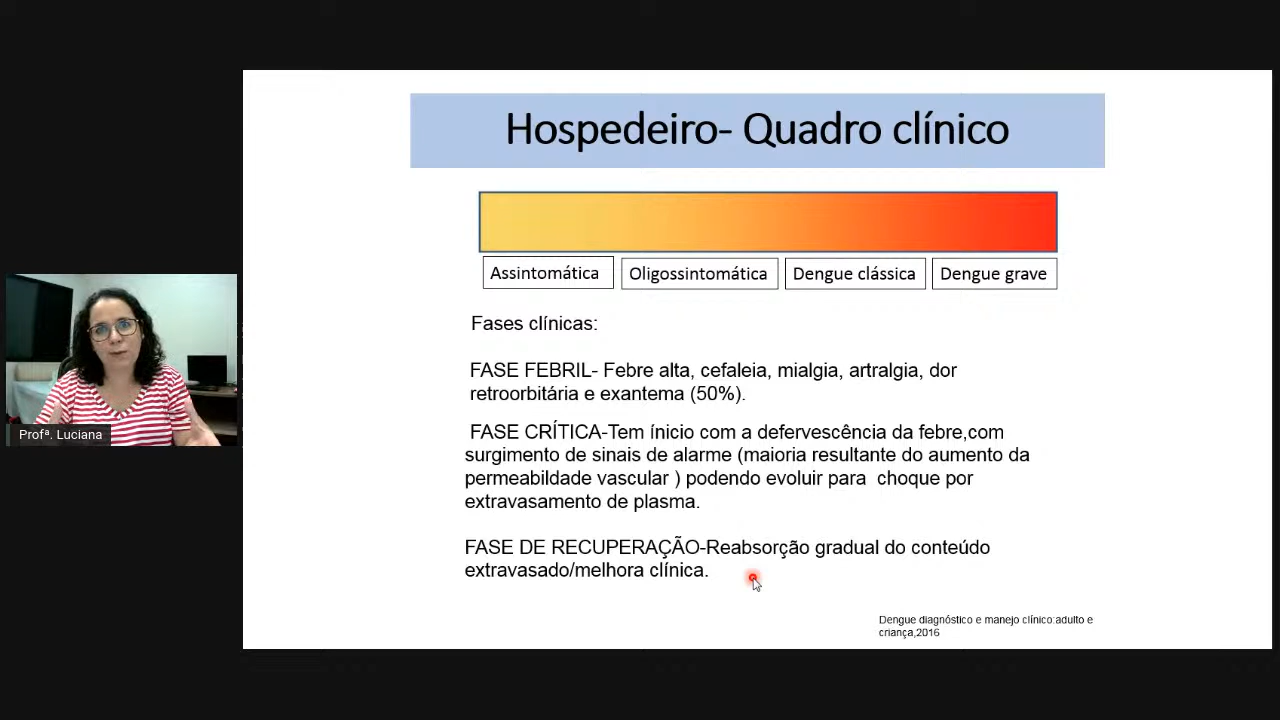 Hospedeiro- Quadro clínico
Assintomática
Oligossintomática
Dengue clássica
Dengue grave
Fases clínicas:
FASE FEBRIL- Febre alta, cefaleia, mialgia, artralgia, dor
retroorbitária e exantema (50%).
FASE CRÍTICA-Tem ínicio com a defervescência da febre,com
surgimento de sinais de alarme (maioria resultante do aumento da
permeabildade vascular ) podendo evoluir para choque por
extravasamento de plasma.
FASE DE RECUPERAÇÃO-Reabsorção gradual do conteúdo
extravasado/melhora clínica.
Dengue diagnóstico e manejo clínico:adulto e
criança,2016
Profª. Luciana